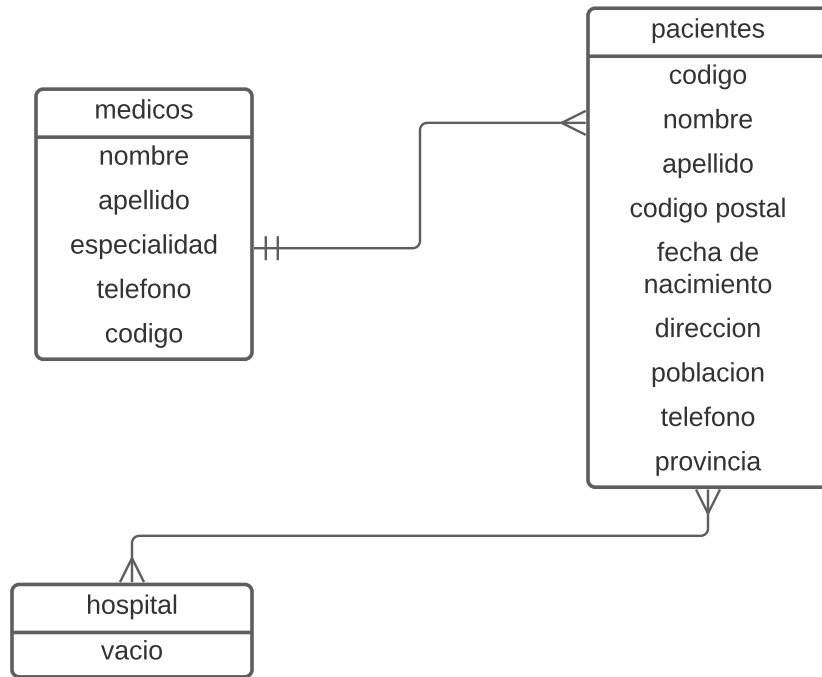 medicos
nombre
apellido
especialidad
telefono
codigo
pacientes
codigo
nombre
apellido
codigo postal
fecha de
nacimiento
direccion
poblacion
telefono
provincia
hospital
vacio